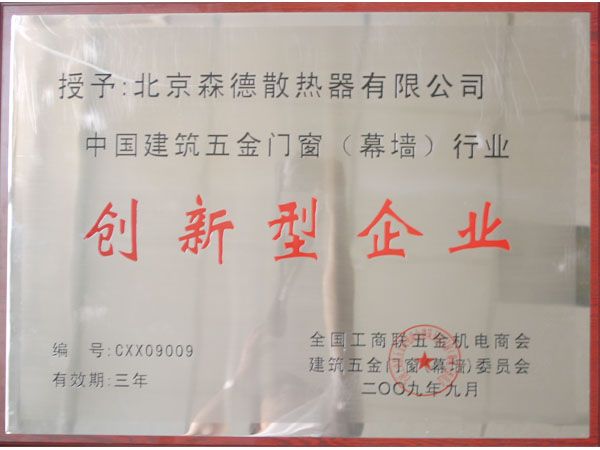 授予:北京森德散热器有限公司
中国建筑五金门窗（幕墙）行业
创新型企业
编 号:CXX09009
有效期:三年
全国工商联五金机电商会
建筑五金门窗(幕墙)委员会
二〇〇九年九月